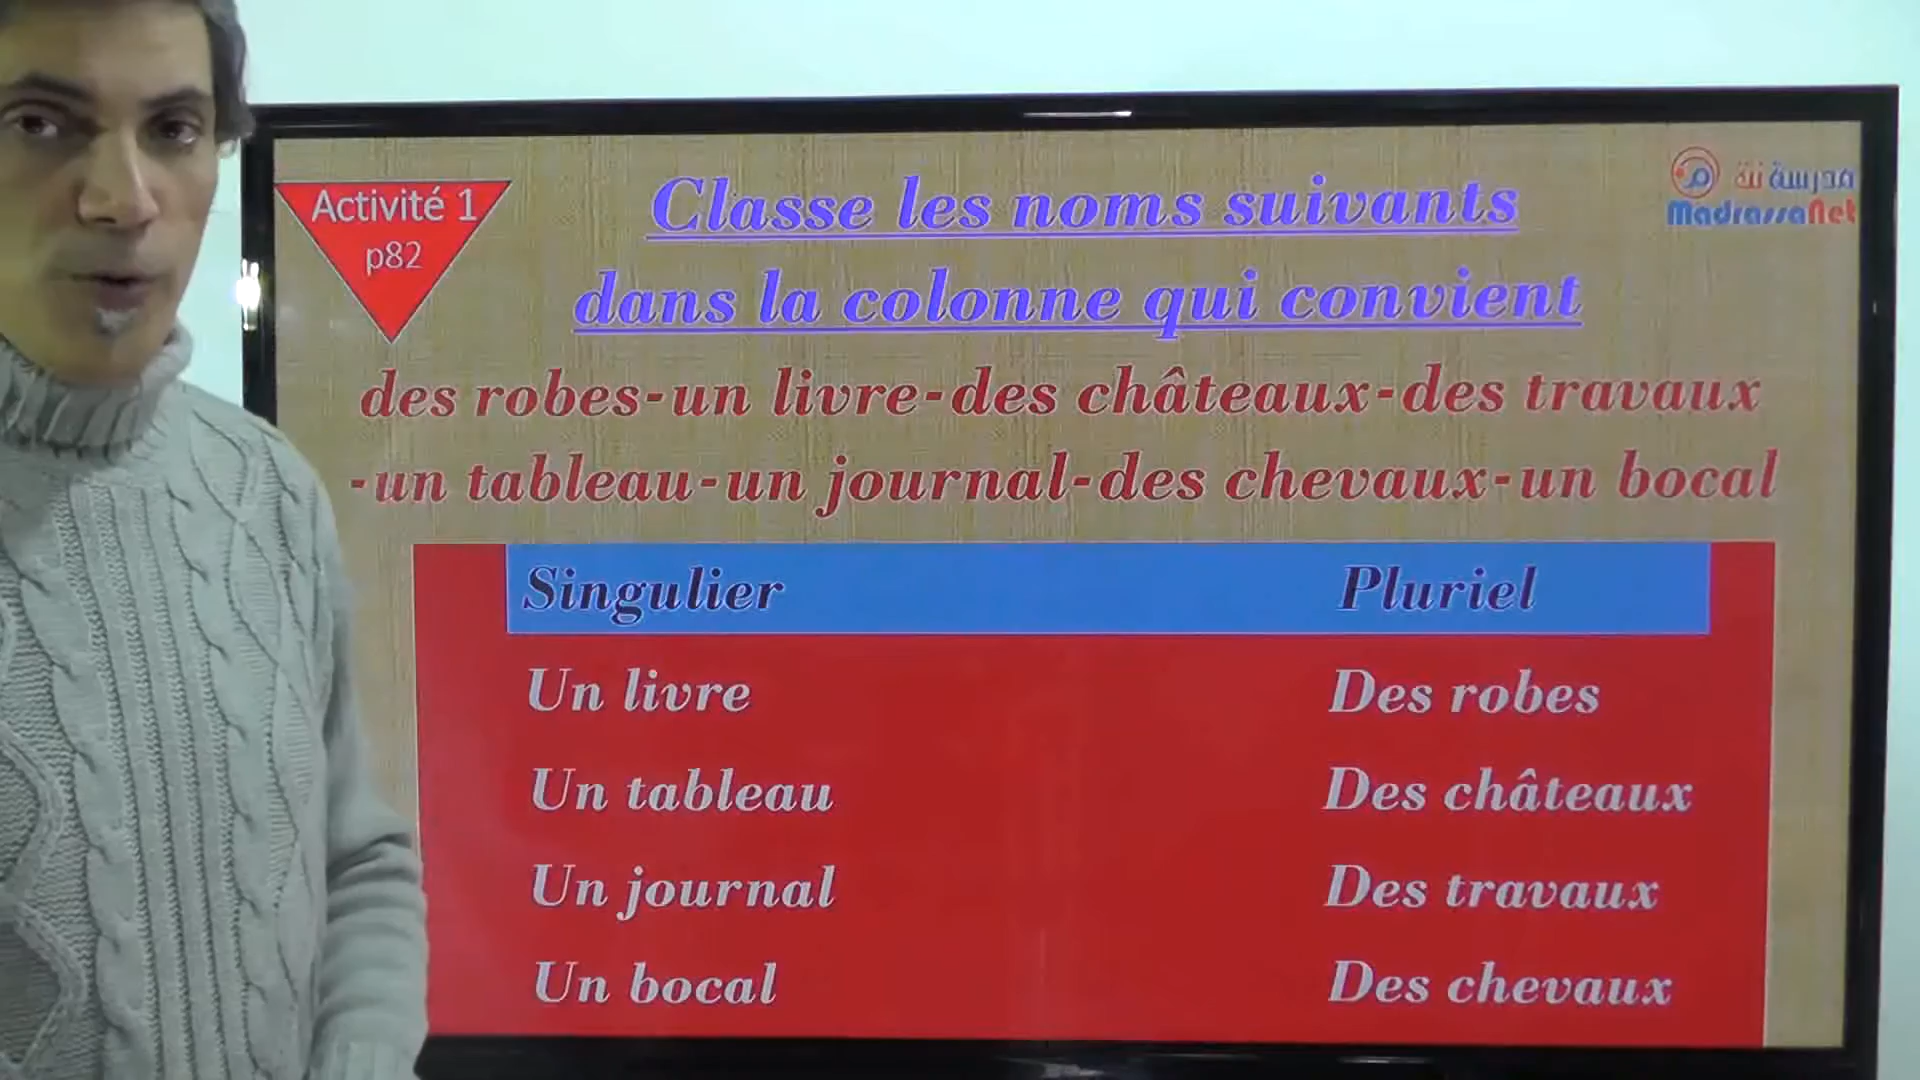 Activité 1
p82
Classe les noms suivants
dans la colonne qui convient
مدرسة نت
MadrassaNet
des robes-un livre-des châteaux-des travaux
-un tableau-un journal-des chevaux-un bocal
Singulier Pluriel
Un livre Des robes
Un tableau Des châteaux
Un journal Des travaux
Un bocal Des chevaux